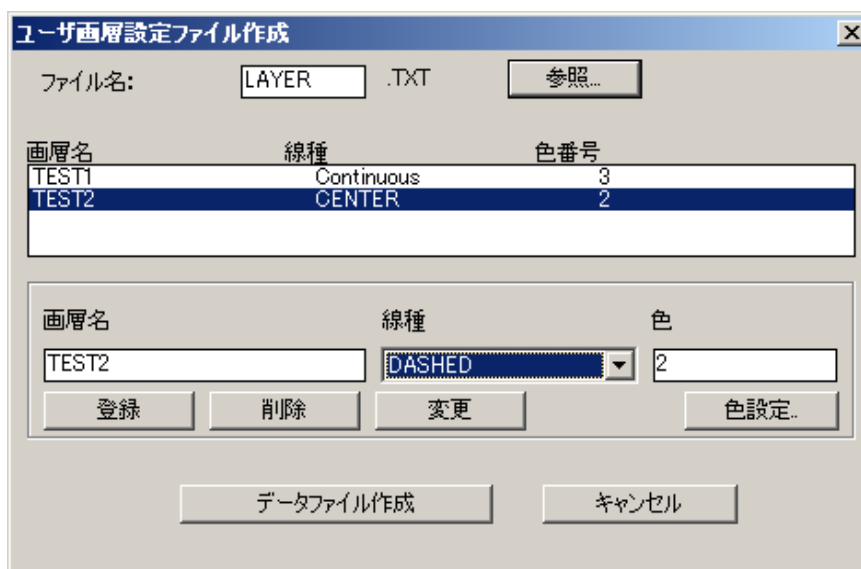 ユーザ画層設定ファイル作成
ファイル名: LAYER .TXT 参照...
画層名 線種 色番号
TEST1 Continuous 3
TEST2 CENTER 2
画層名 線種 色
TEST2 DASHED 2
登録 削除 変更 色設定..
データファイル作成 キャンセル